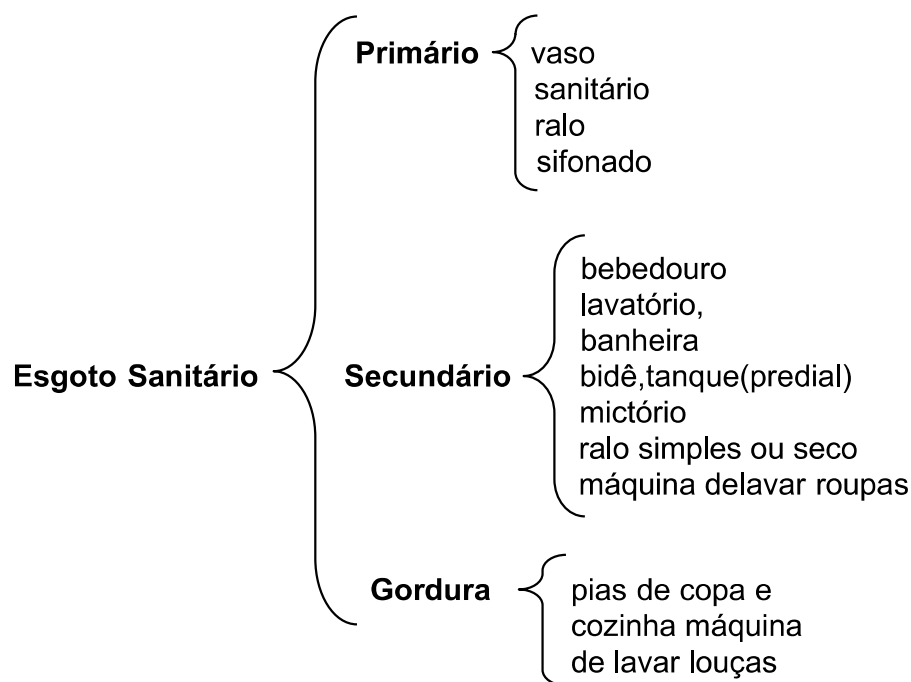 Primário
vaso
sanitário
ralo
sifonado
Esgoto Sanitário
Secundário
bebedouro
lavatório,
banheira
bidê,tanque(predial)
mictório
ralo simples ou seco
máquina delavar roupas
Gordura
pias de copa e
cozinha máquina
de lavar louças